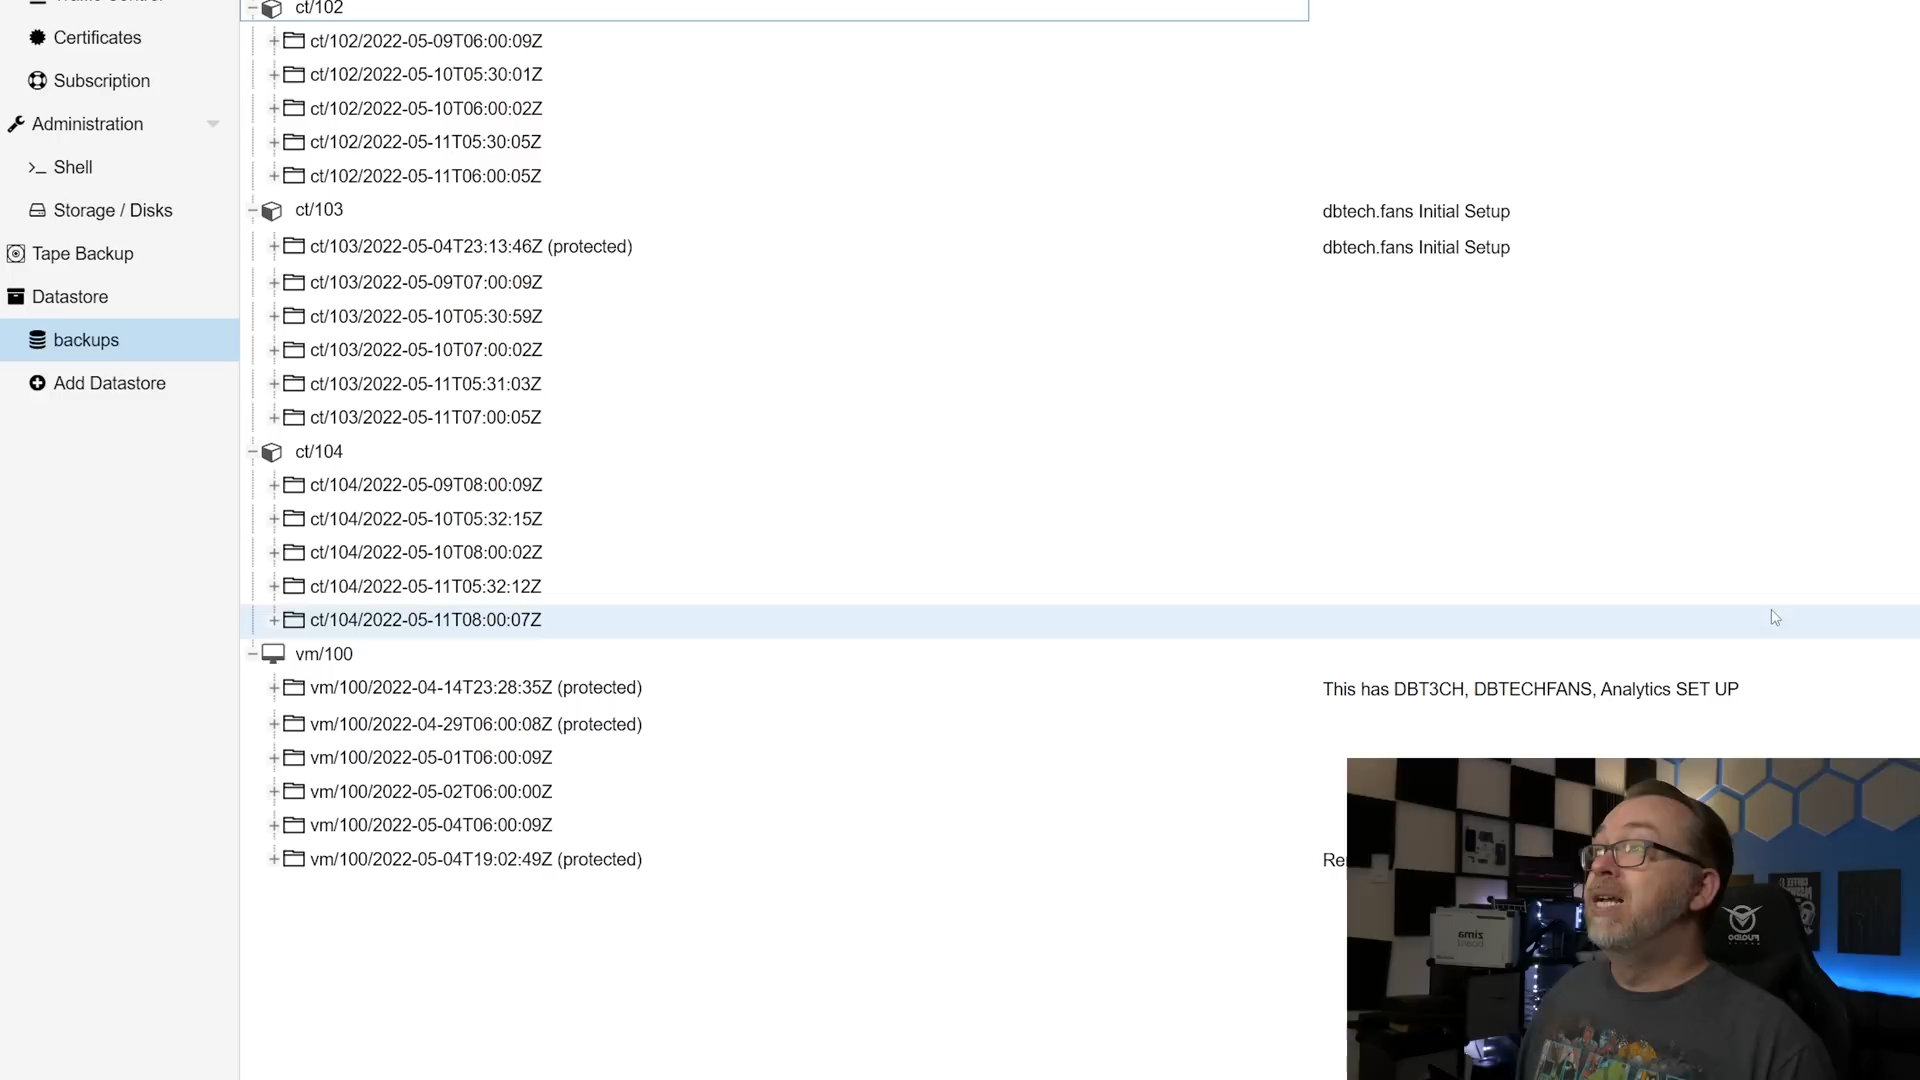 ct/102
Certificates
ct/102/2022-05-09T06:00:09Z
Subscription
ct/102/2022-05-10T05:30:01Z
ct/102/2022-05-10T06:00:02Z
Administration
ct/102/2022-05-11T05:30:05Z
Shell
ct/102/2022-05-11T06:00:05Z
Storage / Disks
ct/103
dbtech.fans Initial Setup
Tape Backup
ct/103/2022-05-04T23:13:46Z (protected)
dbtech.fans Initial Setup
Datastore
ct/103/2022-05-09T07:00:09Z
ct/103/2022-05-10T05:30:59Z
backups
ct/103/2022-05-10T07:00:02Z
Add Datastore
ct/103/2022-05-11T05:31:03Z
ct/103/2022-05-11T07:00:05Z
ct/104
ct/104/2022-05-09T08:00:09Z
ct/104/2022-05-10T05:32:15Z
ct/104/2022-05-10T08:00:02Z
ct/104/2022-05-11T05:32:12Z
ct/104/2022-05-11T08:00:07Z
vm/100
vm/100/2022-04-14T23:28:35Z (protected)
This has DBT3CH, DBTECHFANS, Analytics SET UP
vm/100/2022-04-29T06:00:08Z (protected)
vm/100/2022-05-01T06:00:09Z
vm/100/2022-05-02T06:00:00Z
vm/100/2022-05-04T06:00:09Z
vm/100/2022-05-04T19:02:49Z (protected)
zima
board